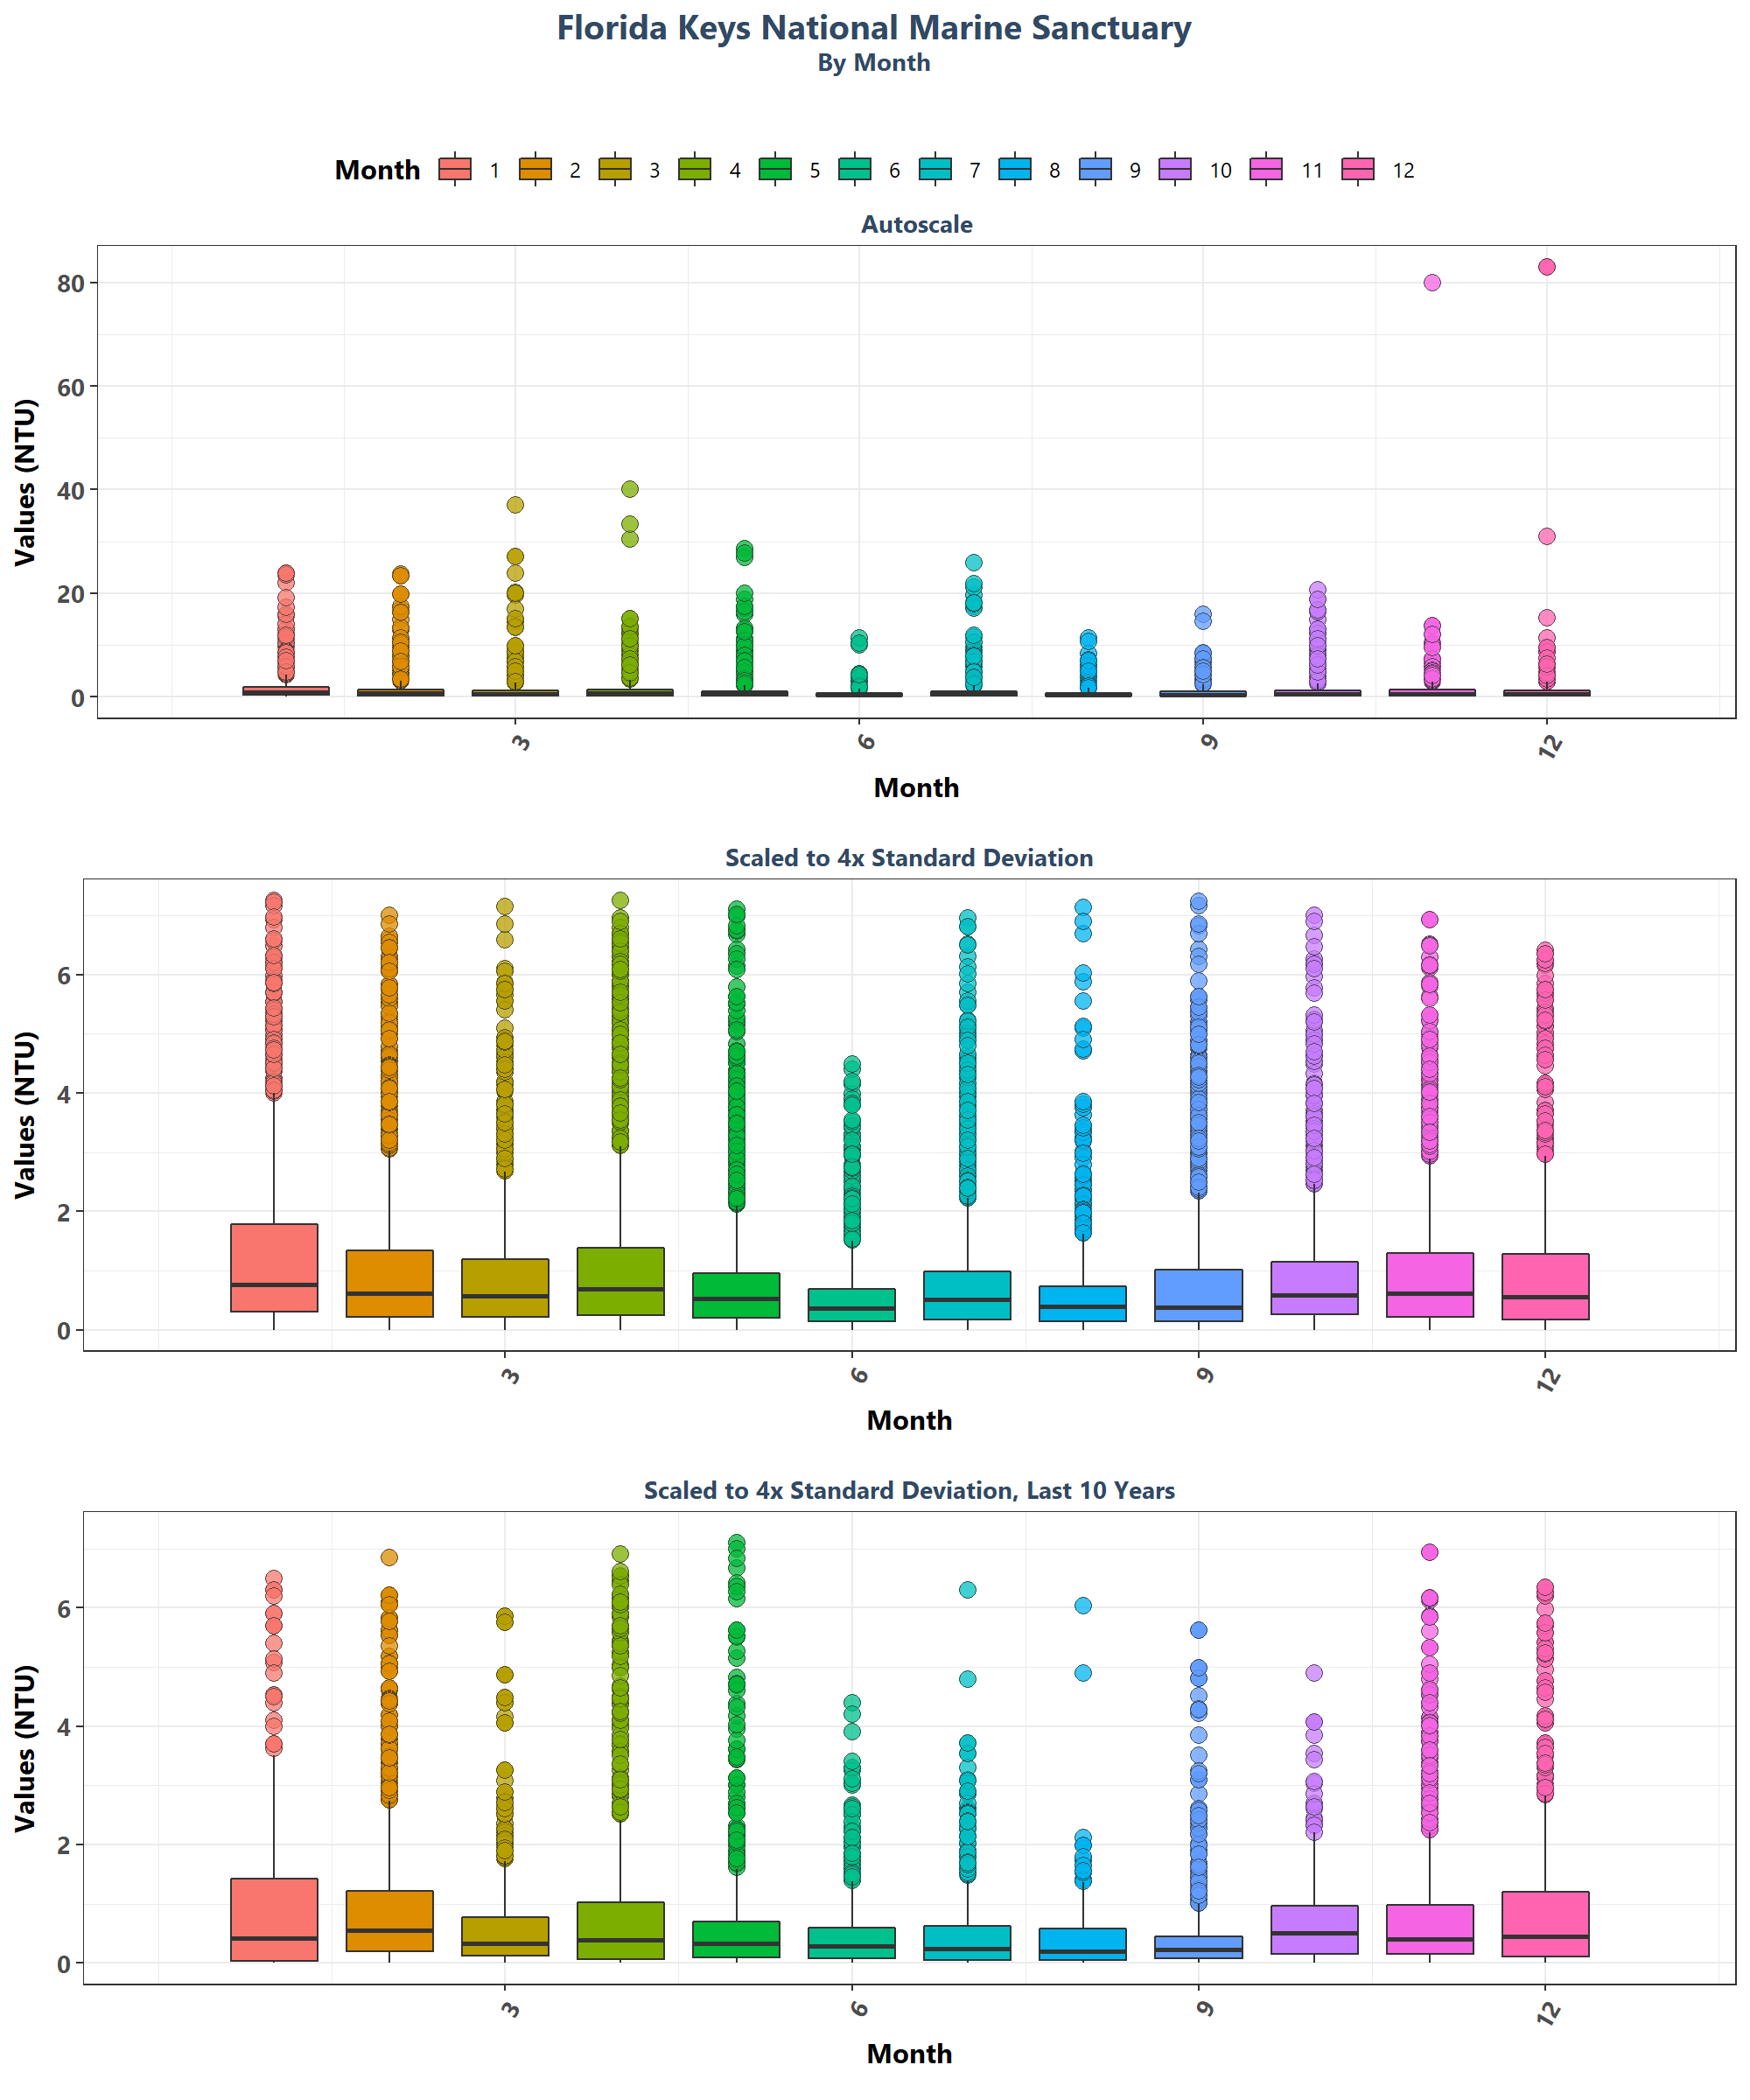 Florida Keys National Marine Sanctuary
By Month
Month 1 2 3 4 5 6 7 8 9 10 11 12
Autoscale
Values (NTU)
80
60
40
20
0
3 6 9 12
Month
Scaled to 4x Standard Deviation
Values (NTU)
6
4
2
0
3 6 9 12
Month
Scaled to 4x Standard Deviation, Last 10 Years
Values (NTU)
6
4
2
0
3 6 9 12
Month